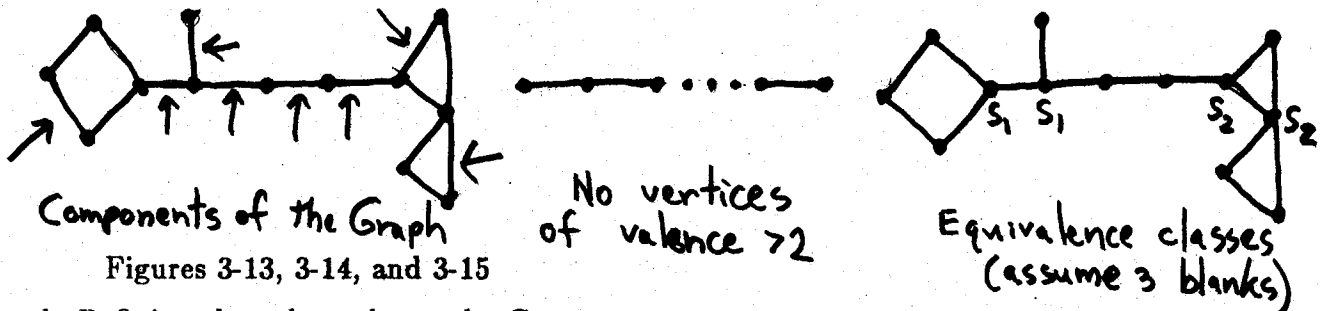 S₁ S₁ S₂ S₂
Components of the Graph
No vertices
of valence >2
Equivalence classes
(assume 3 blanks)
Figures 3-13, 3-14, and 3-15